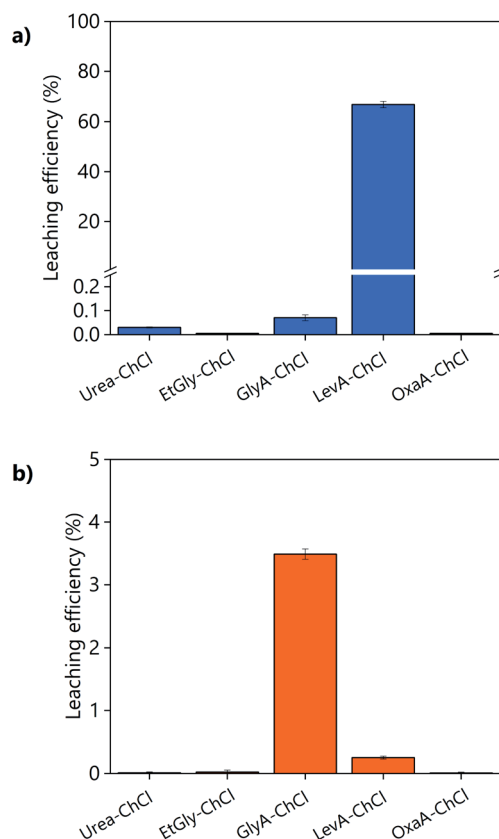 a)
Leaching efficiency (%)
100
80
60
40
20
0.2
0.1
0.0
Urea-ChCl
EtGly-ChCl
GlyA-ChCl
LevA-ChCl
OxaA-ChCl
b)
Leaching efficiency (%)
5
4
3
2
1
0
Urea-ChCl
EtGly-ChCl
GlyA-ChCl
LevA-ChCl
OxaA-ChCl